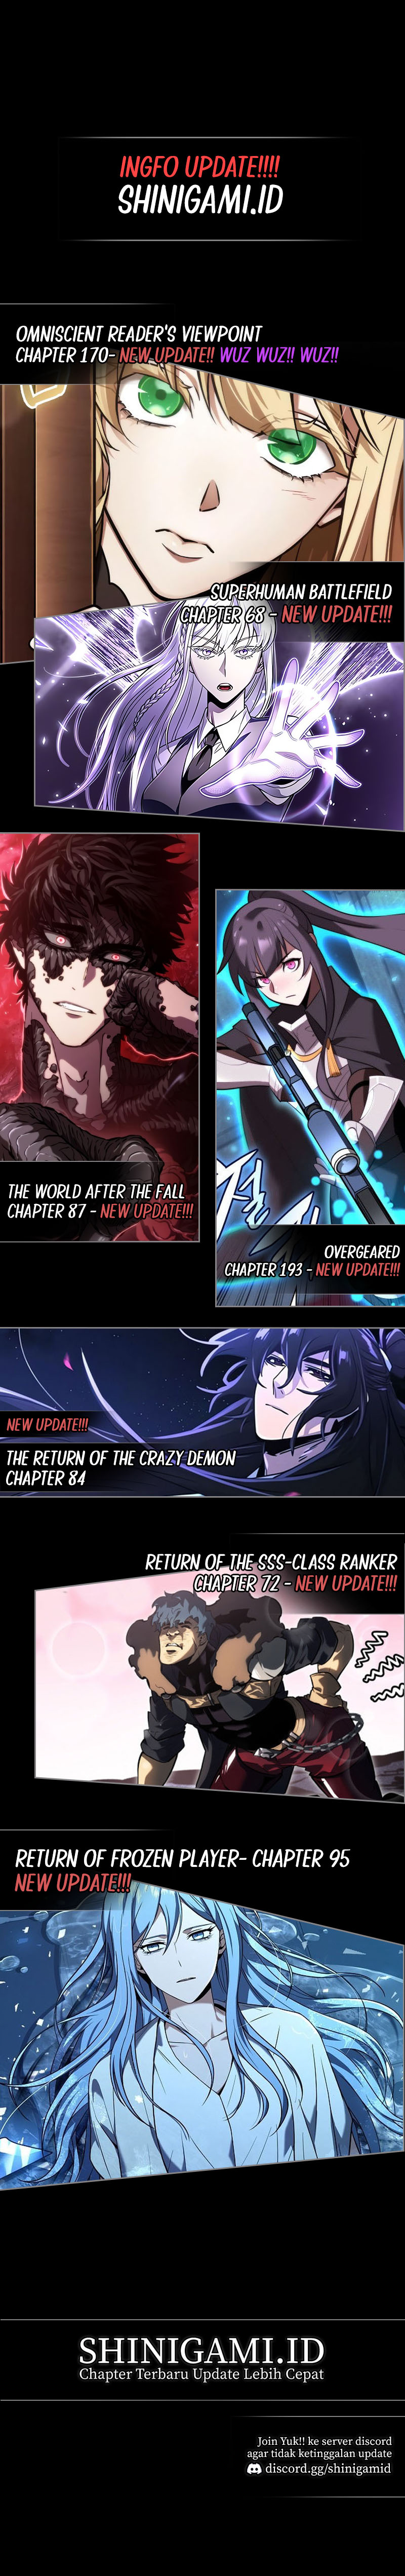 INGFO UPDATE!!!!
SHINIGAMI.ID
OMNISCIENT READER'S VIEWPOINT
CHAPTER 170- NEW UPDATE!! WUZ WUZ!! WUZ!!
SUPERHUMAN BATTLEFIELD
CHAPTER 68 - NEW UPDATE!!!
THE WORLD AFTER THE FALL
CHAPTER 87 - NEW UPDATE!!!
OVERGEARED
CHAPTER 193 - NEW UPDATE!!!
NEW UPDATE!!!
THE RETURN OF THE CRAZY DEMON
CHAPTER 84
RETURN OF THE SSS-CLASS RANKER
CHAPTER 72 - NEW UPDATE!!!
RETURN OF FROZEN PLAYER- CHAPTER 95
NEW UPDATE!!!
SHINIGAMI.ID
Chapter Terbaru Update Lebih Cepat
Join Yuk!! ke server discord
agar tidak ketinggalan update
discord.gg/shinigamid